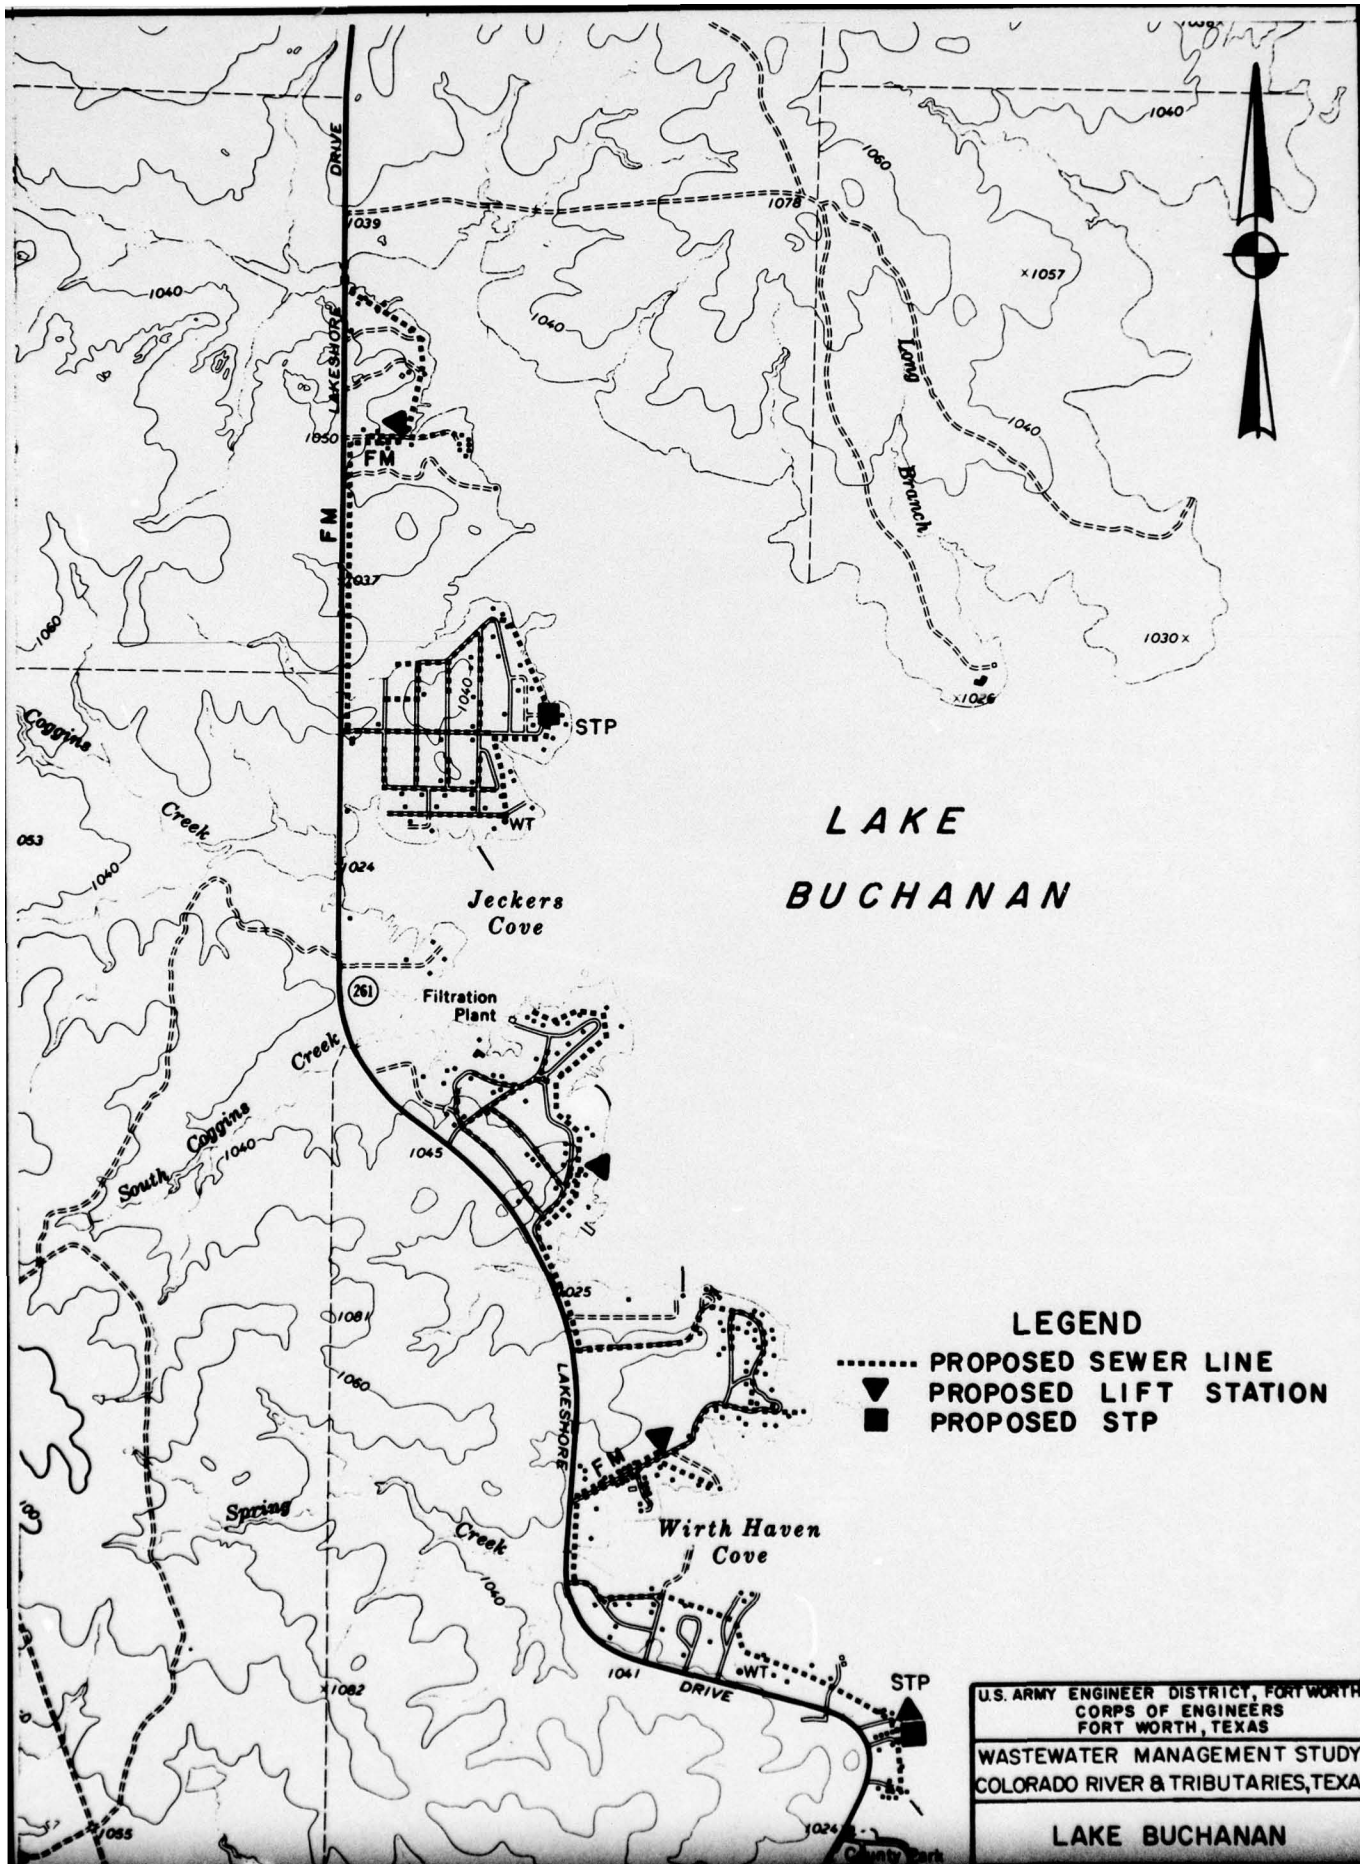 1040
1060
DRIVE
1039
1078
×1057
1040
LAKESHORE
1040
Long
1040
1050
FM
Branch
FM
1037
1060
1030×
1040
×1026
STP
Coggins
LAKE
Creek
WT
053
1024
1040
BUCHANAN
Jeckers
Cove
261
Filtration
Plant
Creek
Coggins
1040
1045
South
1025
1081
LEGEND
PROPOSED SEWER LINE
PROPOSED LIFT STATION
PROPOSED STP
1060
LAKESHORE
FM
Spring
Creek
Wirth Haven
Cove
1040
1041
WT
DRIVE
STP
×1082
U.S. ARMY ENGINEER DISTRICT, FORT WORTH
CORPS OF ENGINEERS
FORT WORTH, TEXAS
WASTEWATER MANAGEMENT STUDY
COLORADO RIVER & TRIBUTARIES, TEXA
1055
1024
LAKE BUCHANAN
County Park